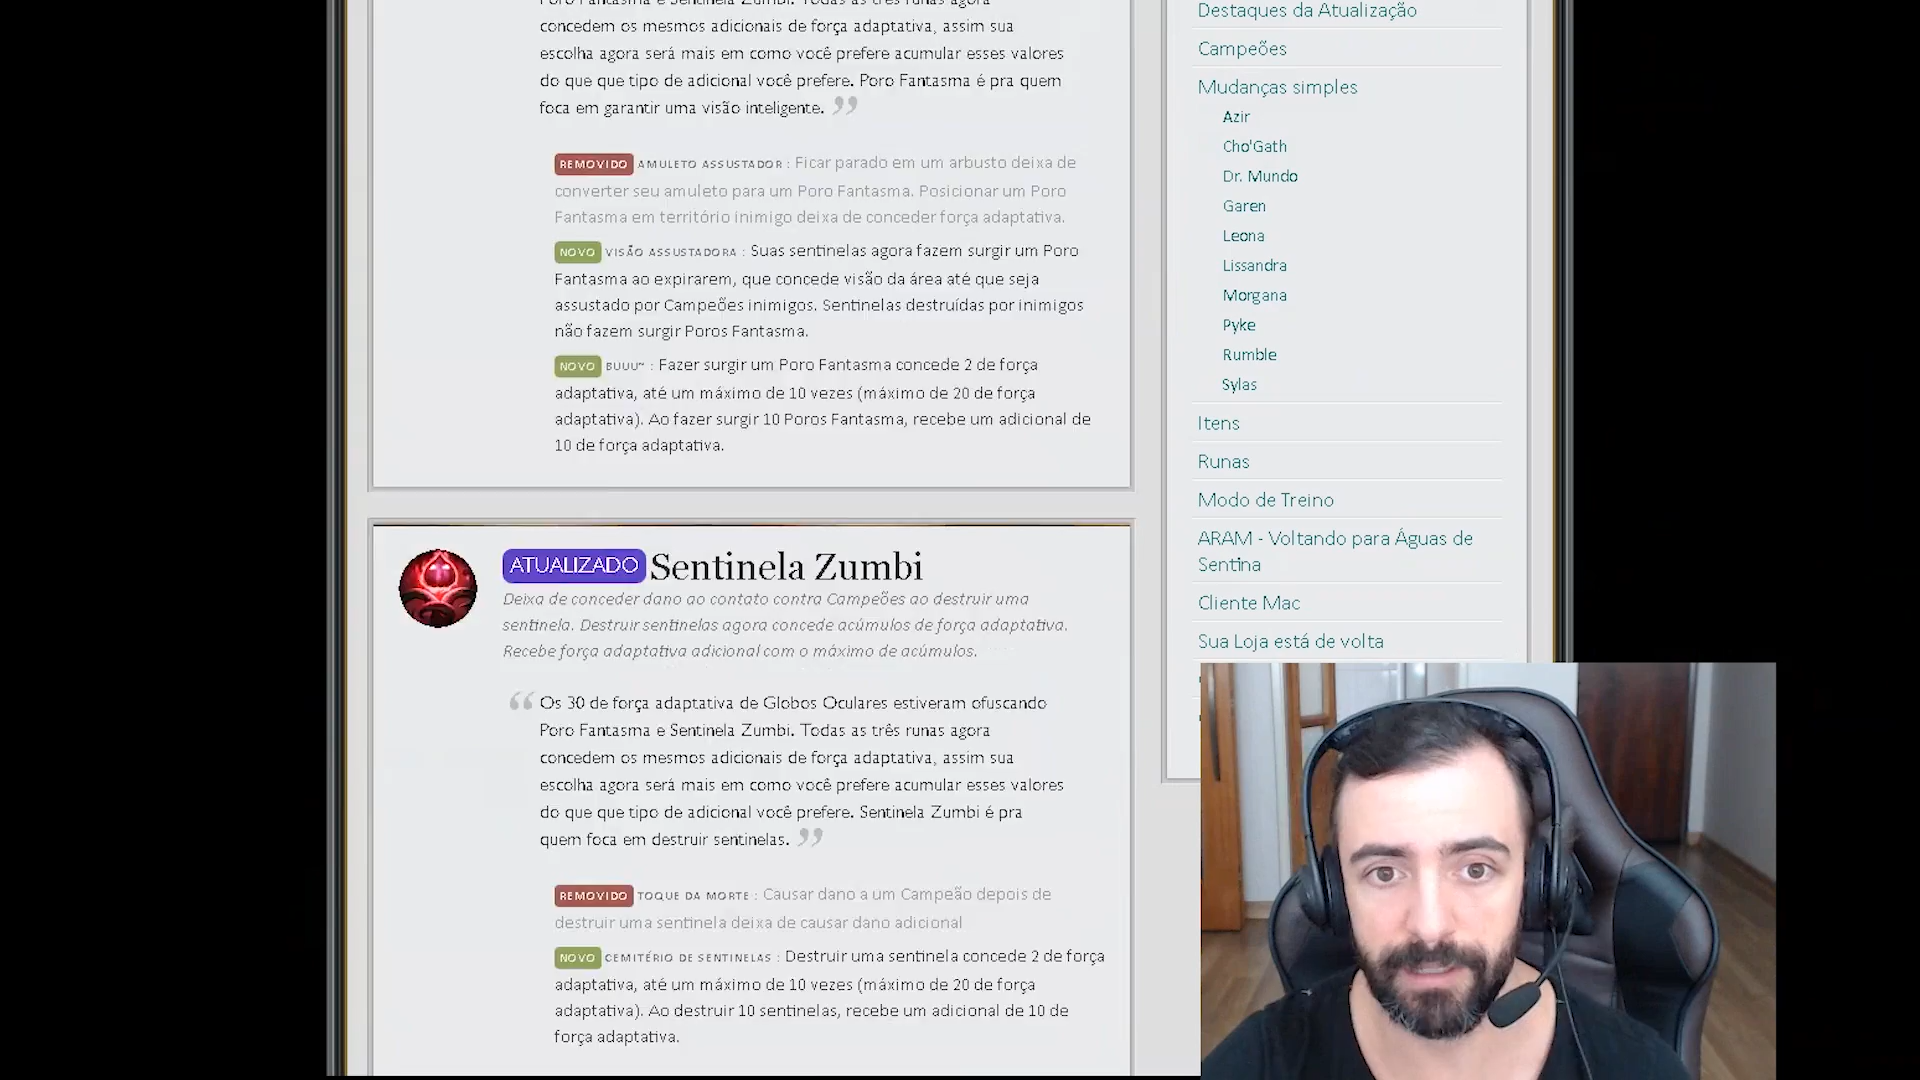 Poro Fantasma e Sentinela Zumbi. Todas as três runas agora
concedem os mesmos adicionais de força adaptativa, assim sua
escolha agora será mais em como você prefere acumular esses valores
do que que tipo de adicional você prefere. Poro Fantasma é pra quem
foca em garantir uma visão inteligente. ”
REMOVIDO AMULETO ASSUSTADOR : Ficar parado em um arbusto deixa de
converter seu amuleto para um Poro Fantasma. Posicionar um Poro
Fantasma em território inimigo deixa de conceder força adaptativa.
NOVO VISÃO ASSUSTADORA : Suas sentinelas agora fazem surgir um Poro
Fantasma ao expirarem, que concede visão da área até que seja
assustado por Campeões inimigos. Sentinelas destruídas por inimigos
não fazem surgir Poros Fantasma.
NOVO BUUU~ : Fazer surgir um Poro Fantasma concede 2 de força
adaptativa, até um máximo de 10 vezes (máximo de 20 de força
adaptativa). Ao fazer surgir 10 Poros Fantasma, recebe um adicional de
10 de força adaptativa.
ATUALIZADO Sentinela Zumbi
Deixa de conceder dano ao contato contra Campeões ao destruir uma
sentinela. Destruir sentinelas agora concede acúmulos de força adaptativa.
Recebe força adaptativa adicional com o máximo de acúmulos.
“ Os 30 de força adaptativa de Globos Oculares estiveram ofuscando
Poro Fantasma e Sentinela Zumbi. Todas as três runas agora
concedem os mesmos adicionais de força adaptativa, assim sua
escolha agora será mais em como você prefere acumular esses valores
do que que tipo de adicional você prefere. Sentinela Zumbi é pra
quem foca em destruir sentinelas. ”
REMOVIDO TOQUE DA MORTE : Causar dano a um Campeão depois de
destruir uma sentinela deixa de causar dano adicional
NOVO CEMITÉRIO DE SENTINELAS : Destruir uma sentinela concede 2 de força
adaptativa, até um máximo de 10 vezes (máximo de 20 de força
adaptativa). Ao destruir 10 sentinelas, recebe um adicional de 10 de
força adaptativa.
Destaques da Atualização
Campeões
Mudanças simples
Azir
Cho'Gath
Dr. Mundo
Garen
Leona
Lissandra
Morgana
Pyke
Rumble
Sylas
Itens
Runas
Modo de Treino
ARAM - Voltando para Águas de
Sentina
Cliente Mac
Sua Loja está de volta